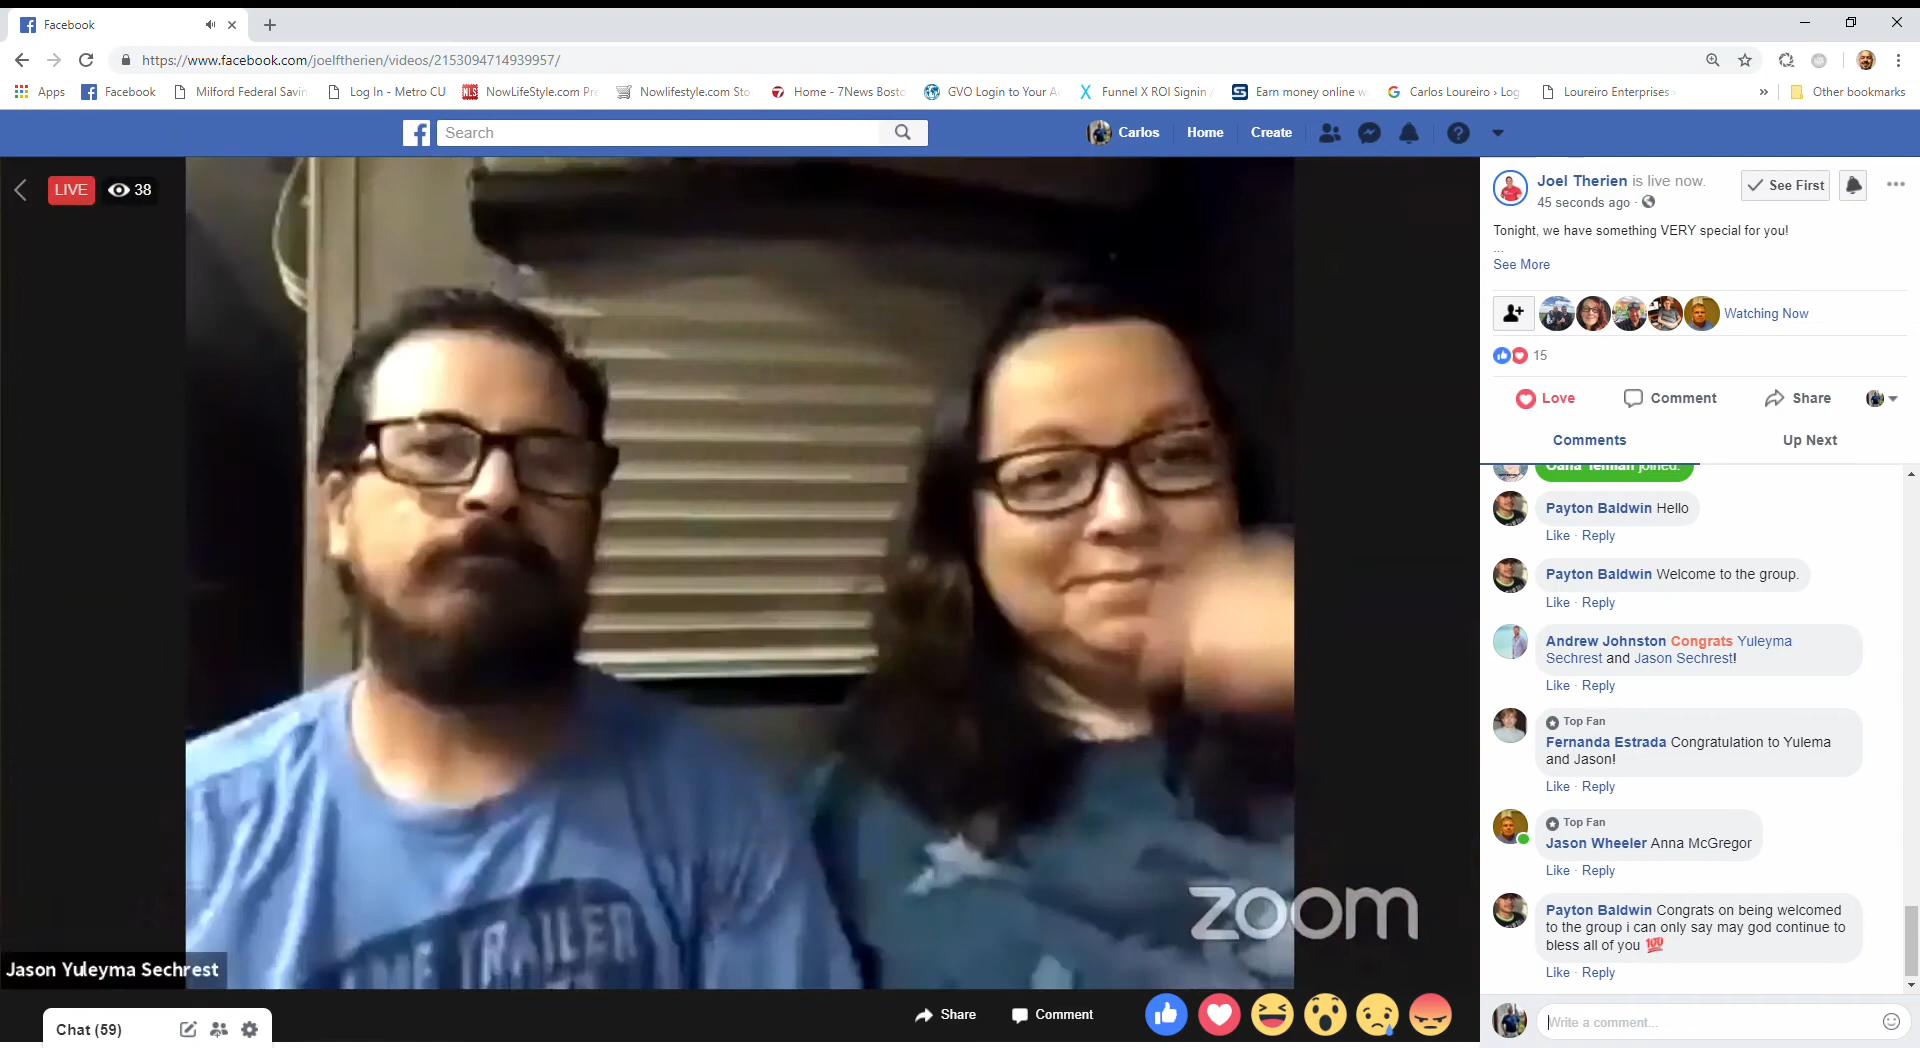 Facebook
https://www.facebook.com/joelftherien/videos/2153094714939957/
Apps
Facebook
Milford Federal Savin
Log In - Metro CU
NowLifeStyle.com Pre
Nowlifestyle.com Sto
Home - 7News Bosto
GVO Login to Your A
Funnel X ROI Signin /
Earn money online w
Carlos Loureiro › Log
Loureiro Enterprises
»
Other bookmarks
Search
Carlos
Home
Create
LIVE
38
Joel Therien is live now.
See First
45 seconds ago ·
Tonight, we have something VERY special for you!
...
See More
Watching Now
15
Love
Comment
Share
Comments
Up Next
joined.
Payton Baldwin Hello
Like · Reply
Payton Baldwin Welcome to the group.
Like · Reply
Andrew Johnston Congrats Yuleyma
Sechrest and Jason Sechrest!
Like · Reply
Top Fan
Fernanda Estrada Congratulation to Yulema
and Jason!
Like · Reply
Top Fan
Jason Wheeler Anna McGregor
Like · Reply
Payton Baldwin Congrats on being welcomed
to the group i can only say may god continue to
bless all of you 💯
Like · Reply
Write a comment...
TRAILER
zoom
Jason Yuleyma Sechrest
Chat (59)
Share
Comment